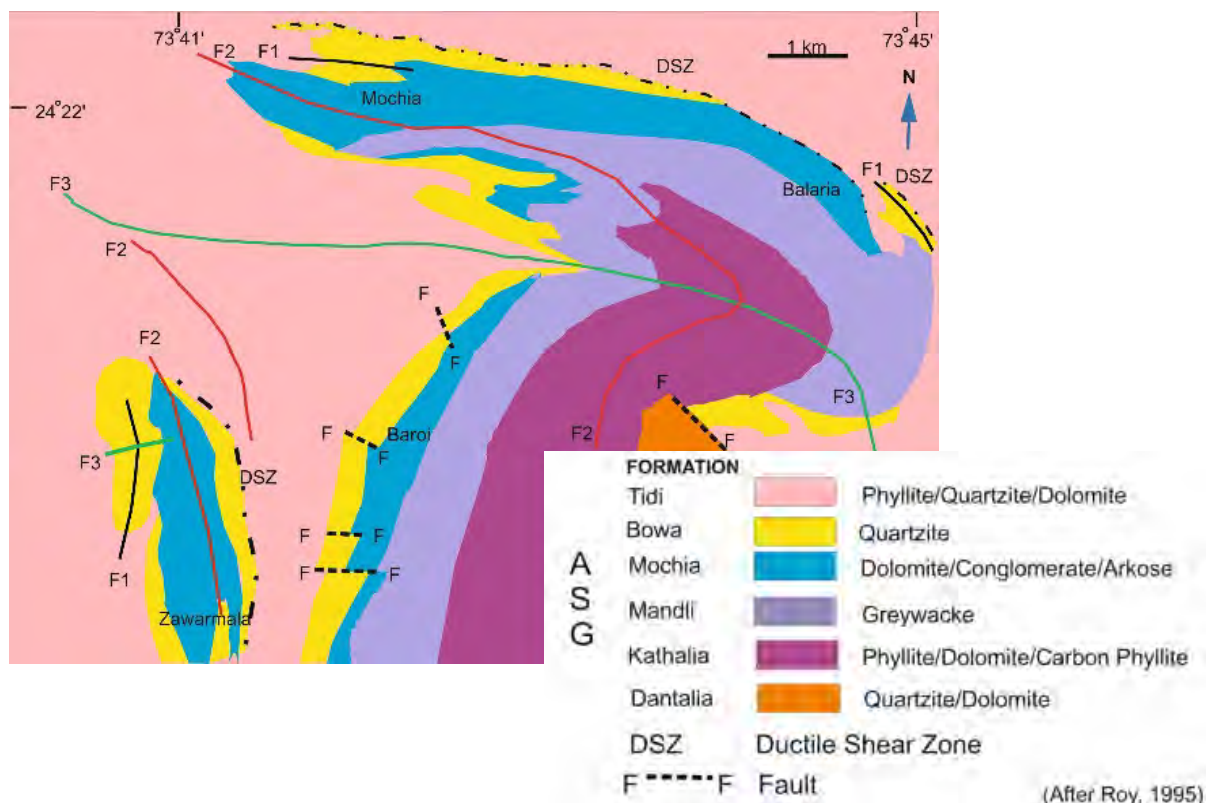 73°41'
73°45'
F2
F1
DSZ
1 km
N
24°22'
Mochia
F3
Balaria
F1
DSZ
F2
F
F
F2
F
F3
F
Baroi
F
F2
F
F3
DSZ
F
F
F
F
F1
Zawarmala
FORMATION
Tidi Phyllite/Quartzite/Dolomite
Bowa Quartzite
Mochia Dolomite/Conglomerate/Arkose
Mandli Greywacke
Kathalia Phyllite/Dolomite/Carbon Phyllite
Dantalia Quartzite/Dolomite
A
S
G
DSZ Ductile Shear Zone
F F Fault
(After Roy, 1995)